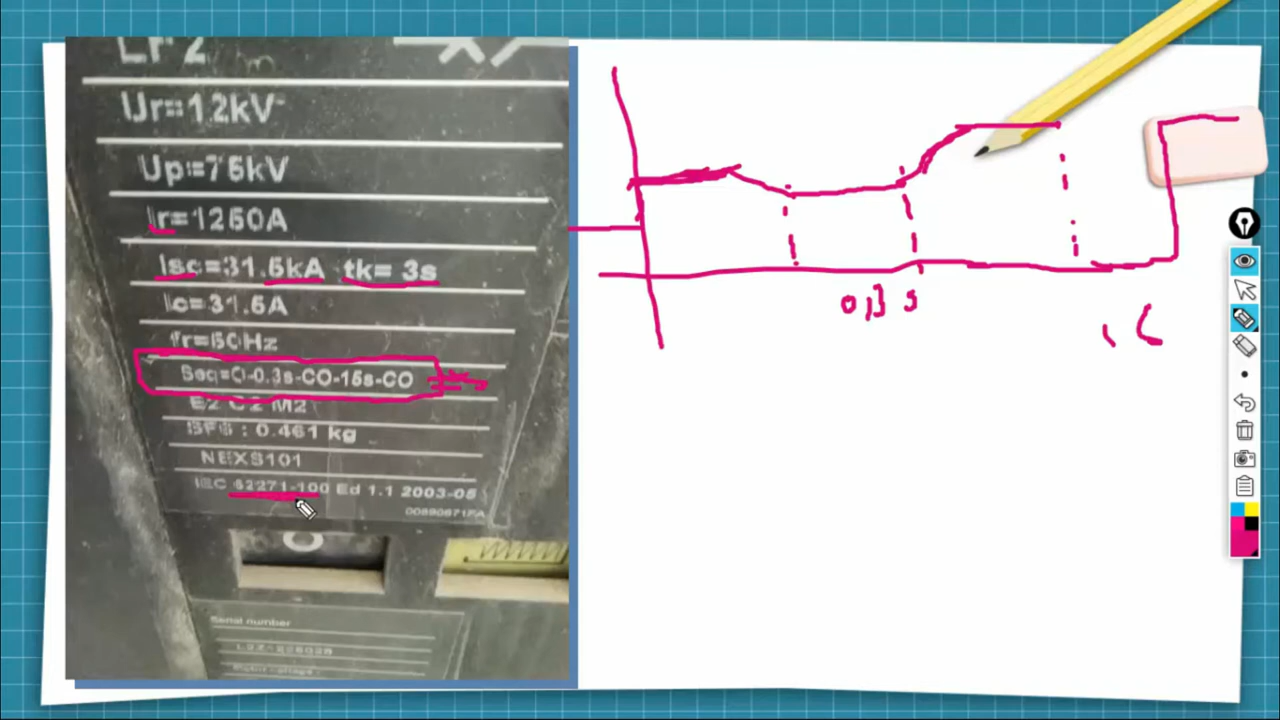 LF2
Ur=12kV
Up=75kV
Ir=1250A
Isc=31.5kA tk= 3s
Ic=31.5A
fr=50Hz
Seq=O-0.3s-CO-15s-CO
E2 C2 M2
SF6 : 0.461 kg
NEXS101
IEC 62271-100 Ed 1.1 2003-05
Serial number
0,3 s